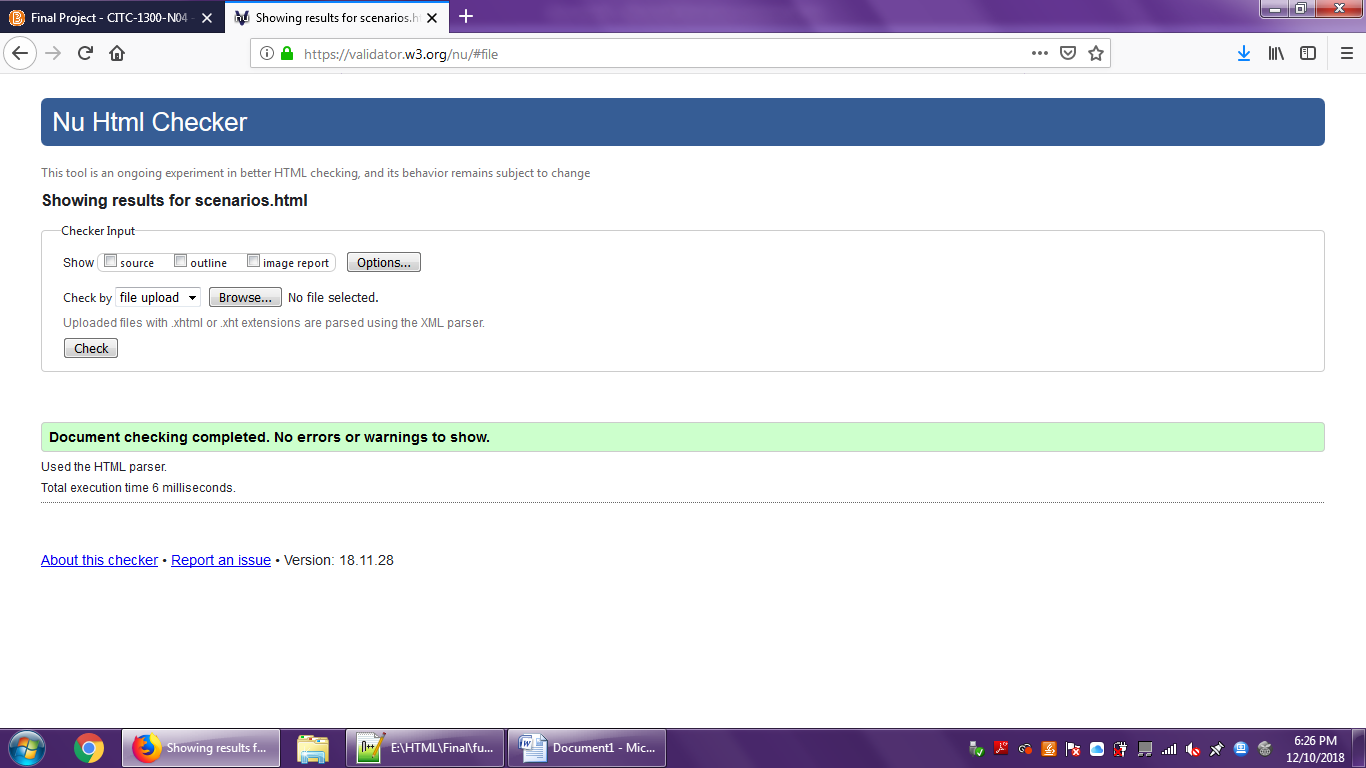 Final Project - CITC-1300-N04 -
Showing results for scenarios.ht
https://validator.w3.org/nu/#file
Nu Html Checker
This tool is an ongoing experiment in better HTML checking, and its behavior remains subject to change
Showing results for scenarios.html
Checker Input
Show source outline image report Options...
Check by file upload Browse... No file selected.
Uploaded files with .xhtml or .xht extensions are parsed using the XML parser.
Check
Document checking completed. No errors or warnings to show.
Used the HTML parser.
Total execution time 6 milliseconds.
About this checker • Report an issue • Version: 18.11.28
Showing results f... E:\HTML\Final\fu... Document1 - Mic... 6:26 PM
12/10/2018